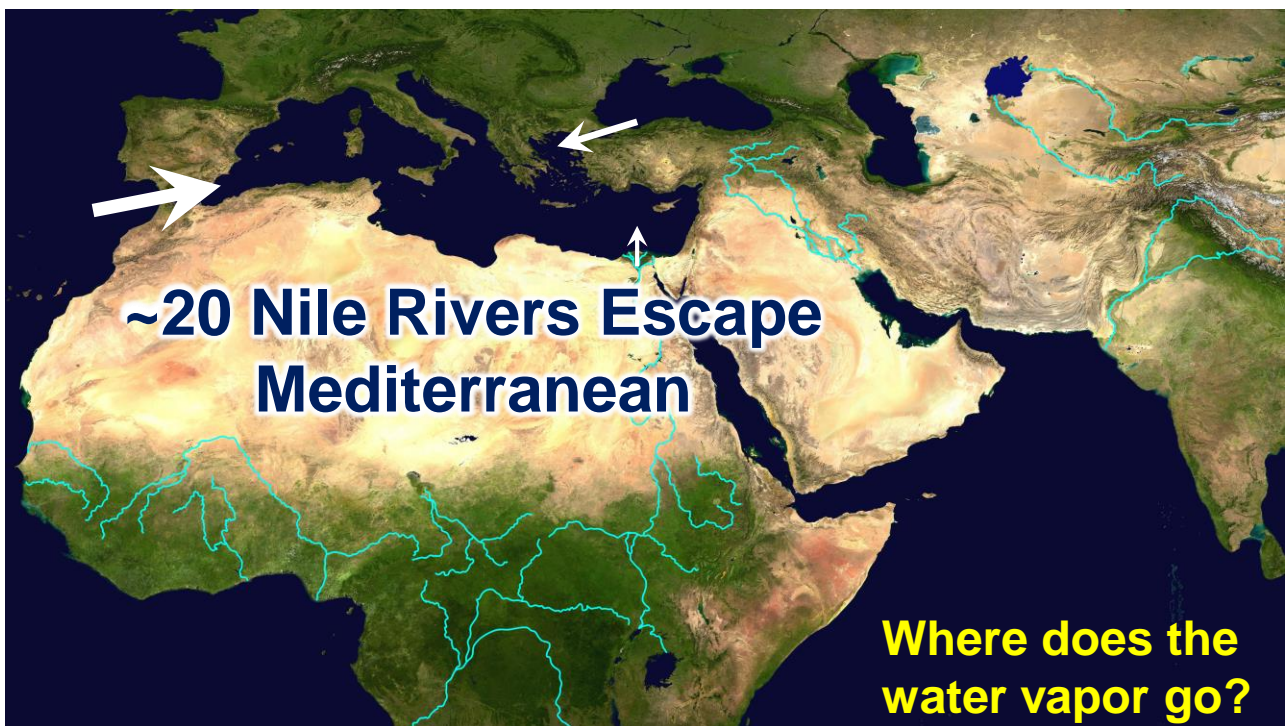 ~20 Nile Rivers Escape
Mediterranean
Where does the
water vapor go?